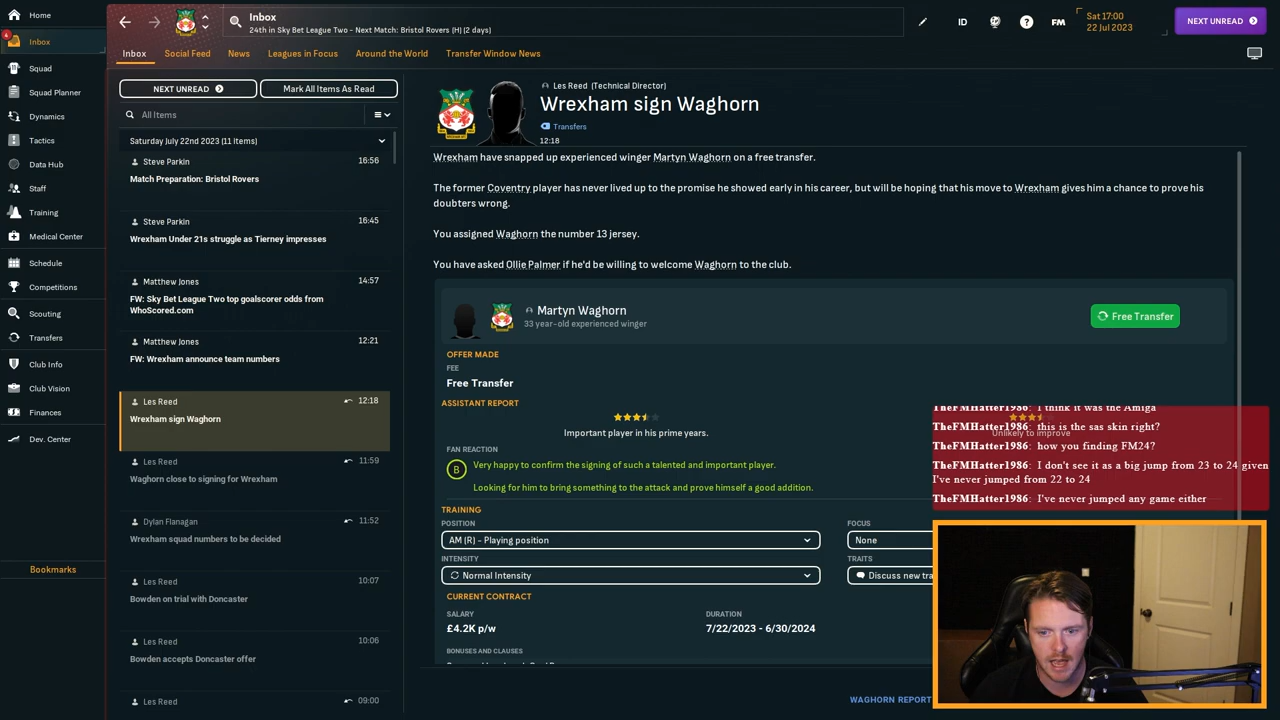 Home
Inbox
24th in Sky Bet League Two - Next Match: Bristol Rovers (H) (2 days)
ID
FM
Sat 17:00
22 Jul 2023
NEXT UNREAD
4
Inbox
Squad
Squad Planner
Dynamics
Tactics
Data Hub
Staff
Training
Medical Center
Schedule
Competitions
Scouting
Transfers
Club Info
Club Vision
Finances
Dev. Center
Bookmarks
Inbox
Social Feed
News
Leagues in Focus
Around the World
Transfer Window News
NEXT UNREAD
Mark All Items As Read
All Items
Saturday July 22nd 2023 (11 items)
Steve Parkin 16:56
Match Preparation: Bristol Rovers
Steve Parkin 16:45
Wrexham Under 21s struggle as Tierney impresses
Matthew Jones 14:57
FW: Sky Bet League Two top goalscorer odds from
WhoScored.com
Matthew Jones 12:21
FW: Wrexham announce team numbers
Les Reed 12:18
Wrexham sign Waghorn
Les Reed 11:59
Waghorn close to signing for Wrexham
Dylan Flanagan 11:52
Wrexham squad numbers to be decided
Les Reed 10:07
Bowden on trial with Doncaster
Les Reed 10:06
Bowden accepts Doncaster offer
Les Reed 09:00
Les Reed (Technical Director)
Wrexham sign Waghorn
Transfers
12:18
Wrexham have snapped up experienced winger Martyn Waghorn on a free transfer.
The former Coventry player has never lived up to the promise he showed early in his career, but will be hoping that his move to Wrexham gives him a chance to prove his
doubters wrong.
You assigned Waghorn the number 13 jersey.
You have asked Ollie Palmer if he'd be willing to welcome Waghorn to the club.
Martyn Waghorn
33 year-old experienced winger
Free Transfer
OFFER MADE
FEE
Free Transfer
ASSISTANT REPORT
Important player in his prime years.
Unlikely to improve
FAN REACTION
B
Very happy to confirm the signing of such a talented and important player.
Looking for him to bring something to the attack and prove himself a good addition.
TRAINING
POSITION
AM (R) - Playing position
FOCUS
None
INTENSITY
Normal Intensity
TRAITS
Discuss new tra
CURRENT CONTRACT
SALARY
£4.2K p/w
DURATION
7/22/2023 - 6/30/2024
BONUSES AND CLAUSES
WAGHORN REPORT
TheFMHatter1986: I think it was the Amiga
TheFMHatter1986: this is the sas skin right?
TheFMHatter1986: how you finding FM24?
TheFMHatter1986: I don't see it as a big jump from 23 to 24 given
I've never jumped from 22 to 24
TheFMHatter1986: I've never jumped any game either